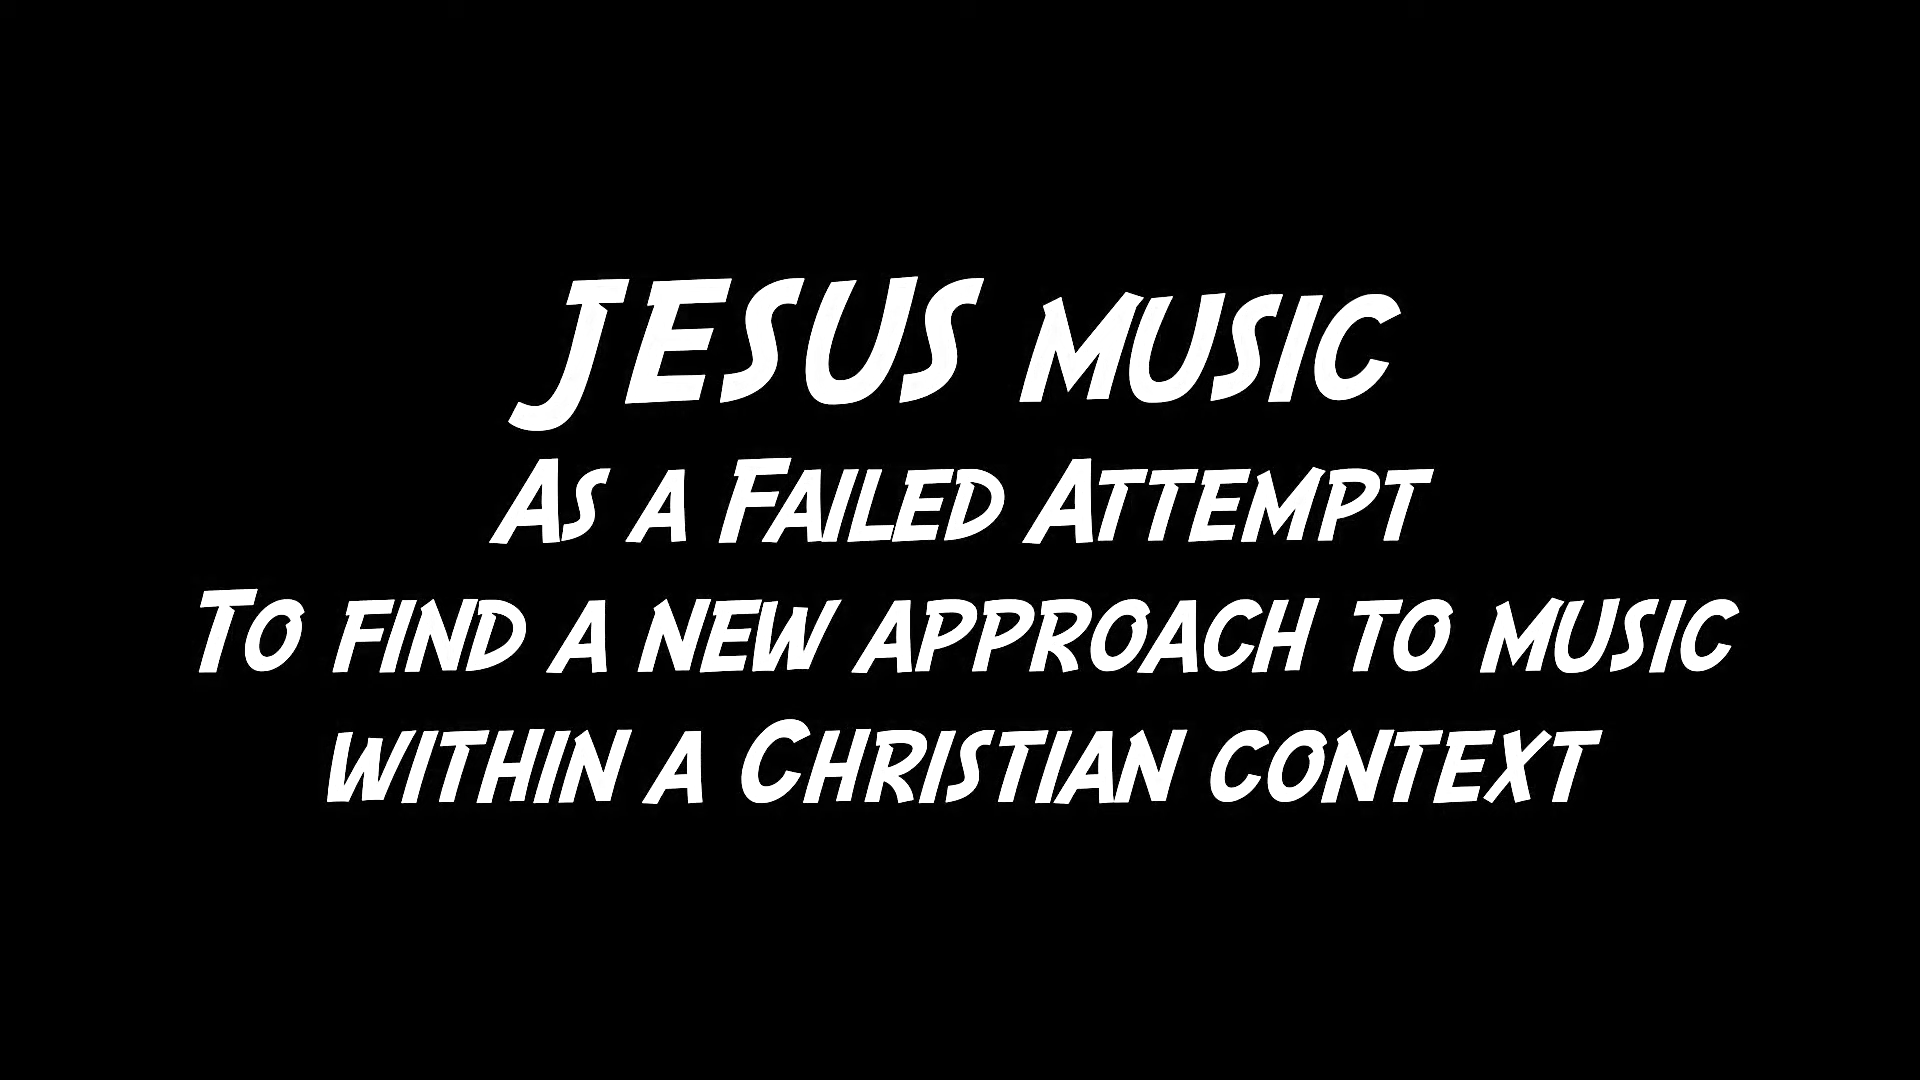 JESUS MUSIC
AS A FAILED ATTEMPT
TO FIND A NEW APPROACH TO MUSIC
WITHIN A CHRISTIAN CONTEXT